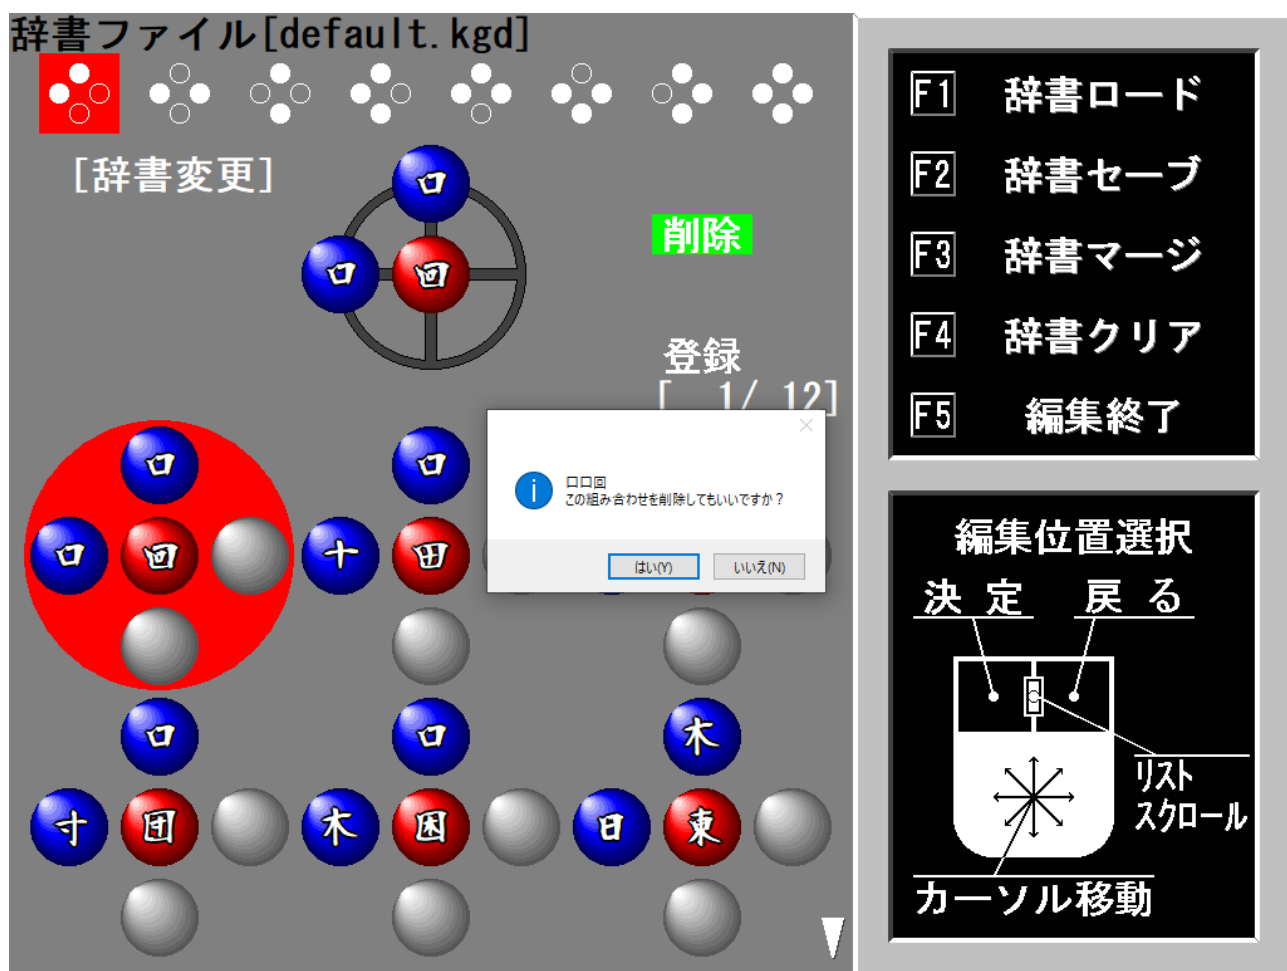 辞書ファイル[default.kgd]
[辞書変更]
口
口 回
削除
登録
[ 1/ 12]
口
口 回
口
十 田
口口回
この組み合わせを削除してもいいですか？
はい(Y)
いいえ(N)
口
寸 団
口
木 困
木
日 東
F1 辞書ロード
F2 辞書セーブ
F3 辞書マージ
F4 辞書クリア
F5 編集終了
編集位置選択
決 定
戻 る
リスト
スクロール
カーソル移動